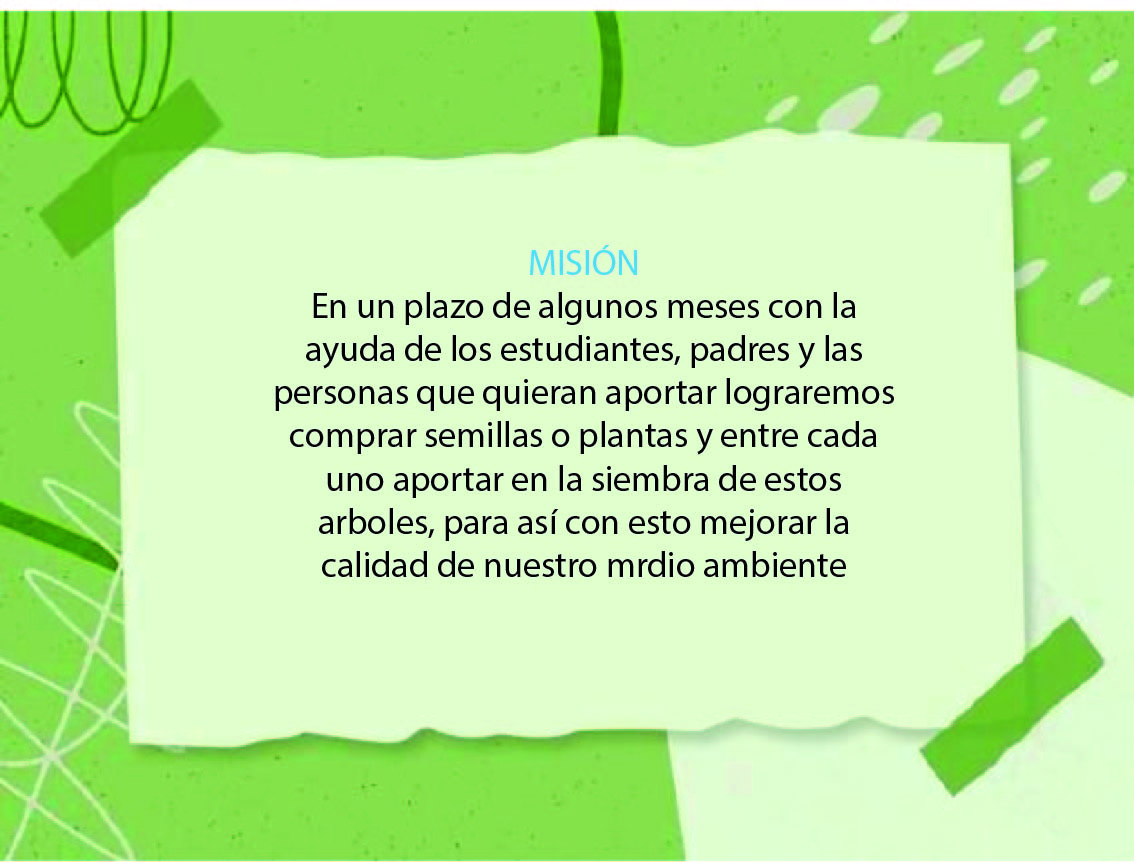 MISIÓN
En un plazo de algunos meses con la
ayuda de los estudiantes, padres y las
personas que quieran aportar lograremos
comprar semillas o plantas y entre cada
uno aportar en la siembra de estos
arboles, para así con esto mejorar la
calidad de nuestro mrdio ambiente